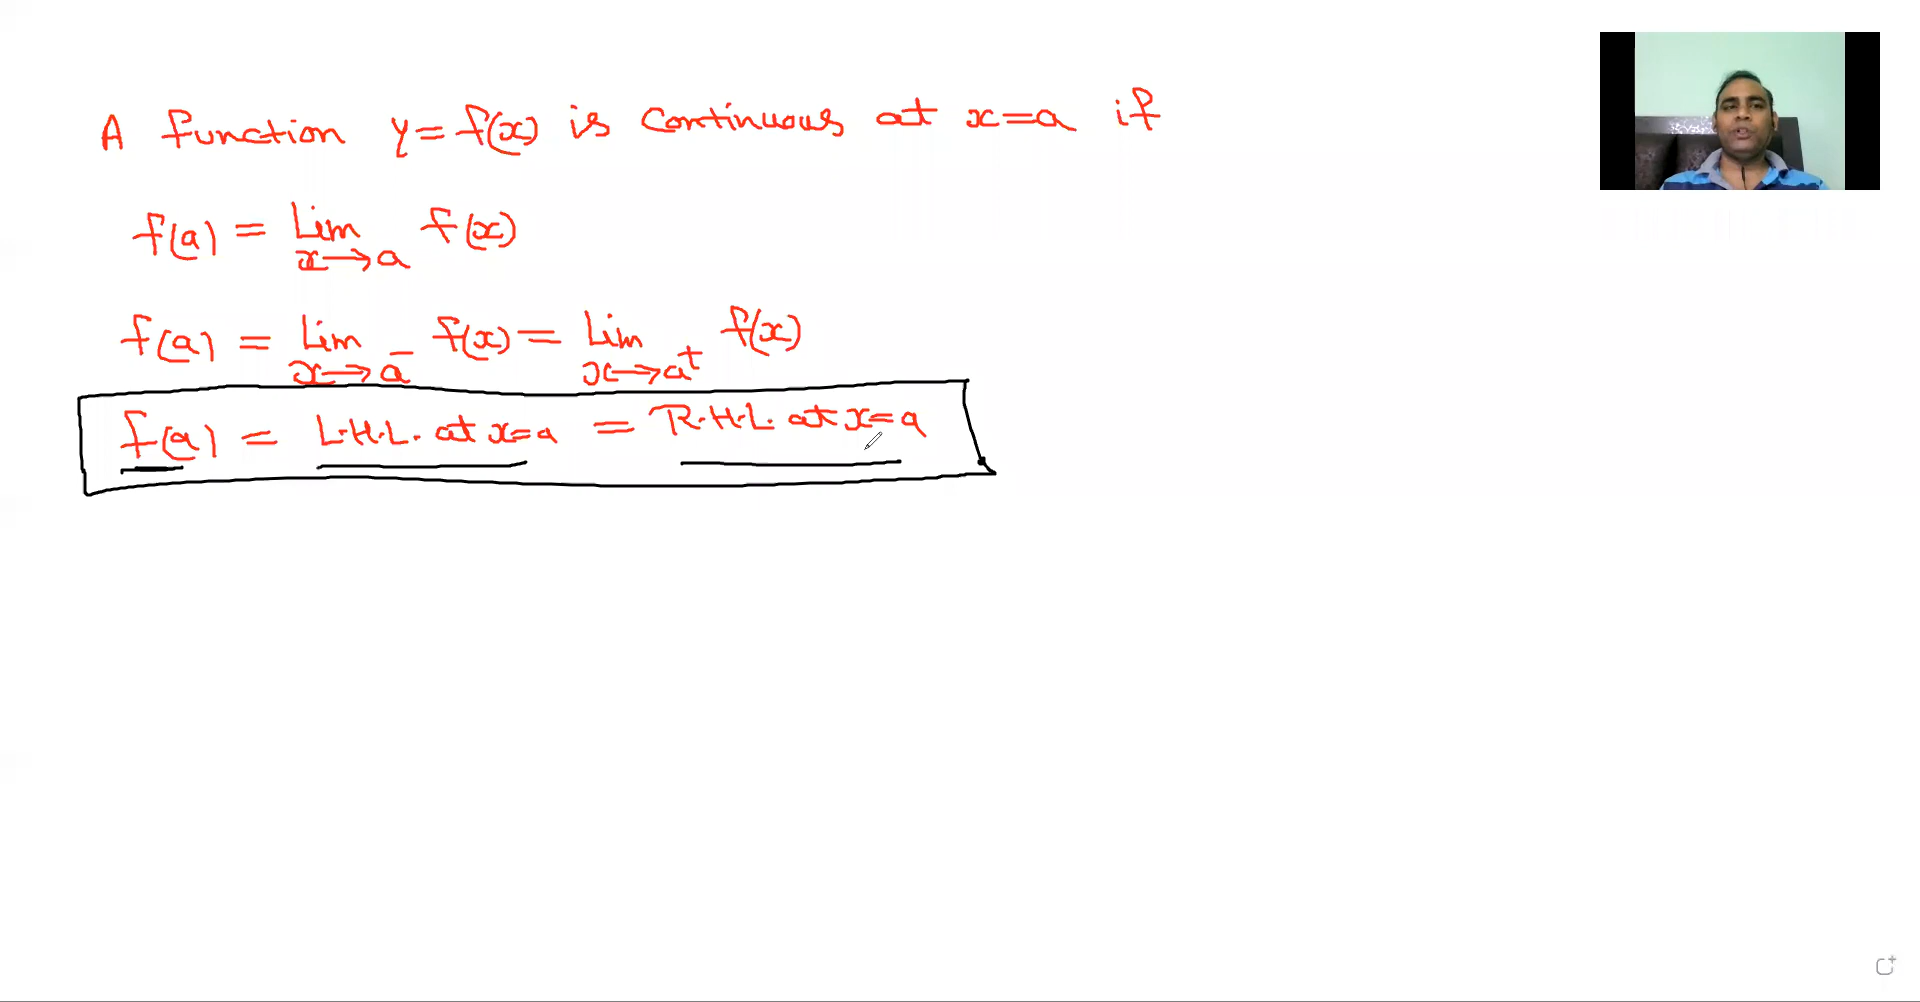 A function y = f(x) is continuous at x=a if
f(a) = Lim f(x)
x→a
f(a) = Lim f(x) = Lim f(x)
x→a⁻ x→a⁺
f(a) = L.H.L. at x=a = R.H.L. at x=a